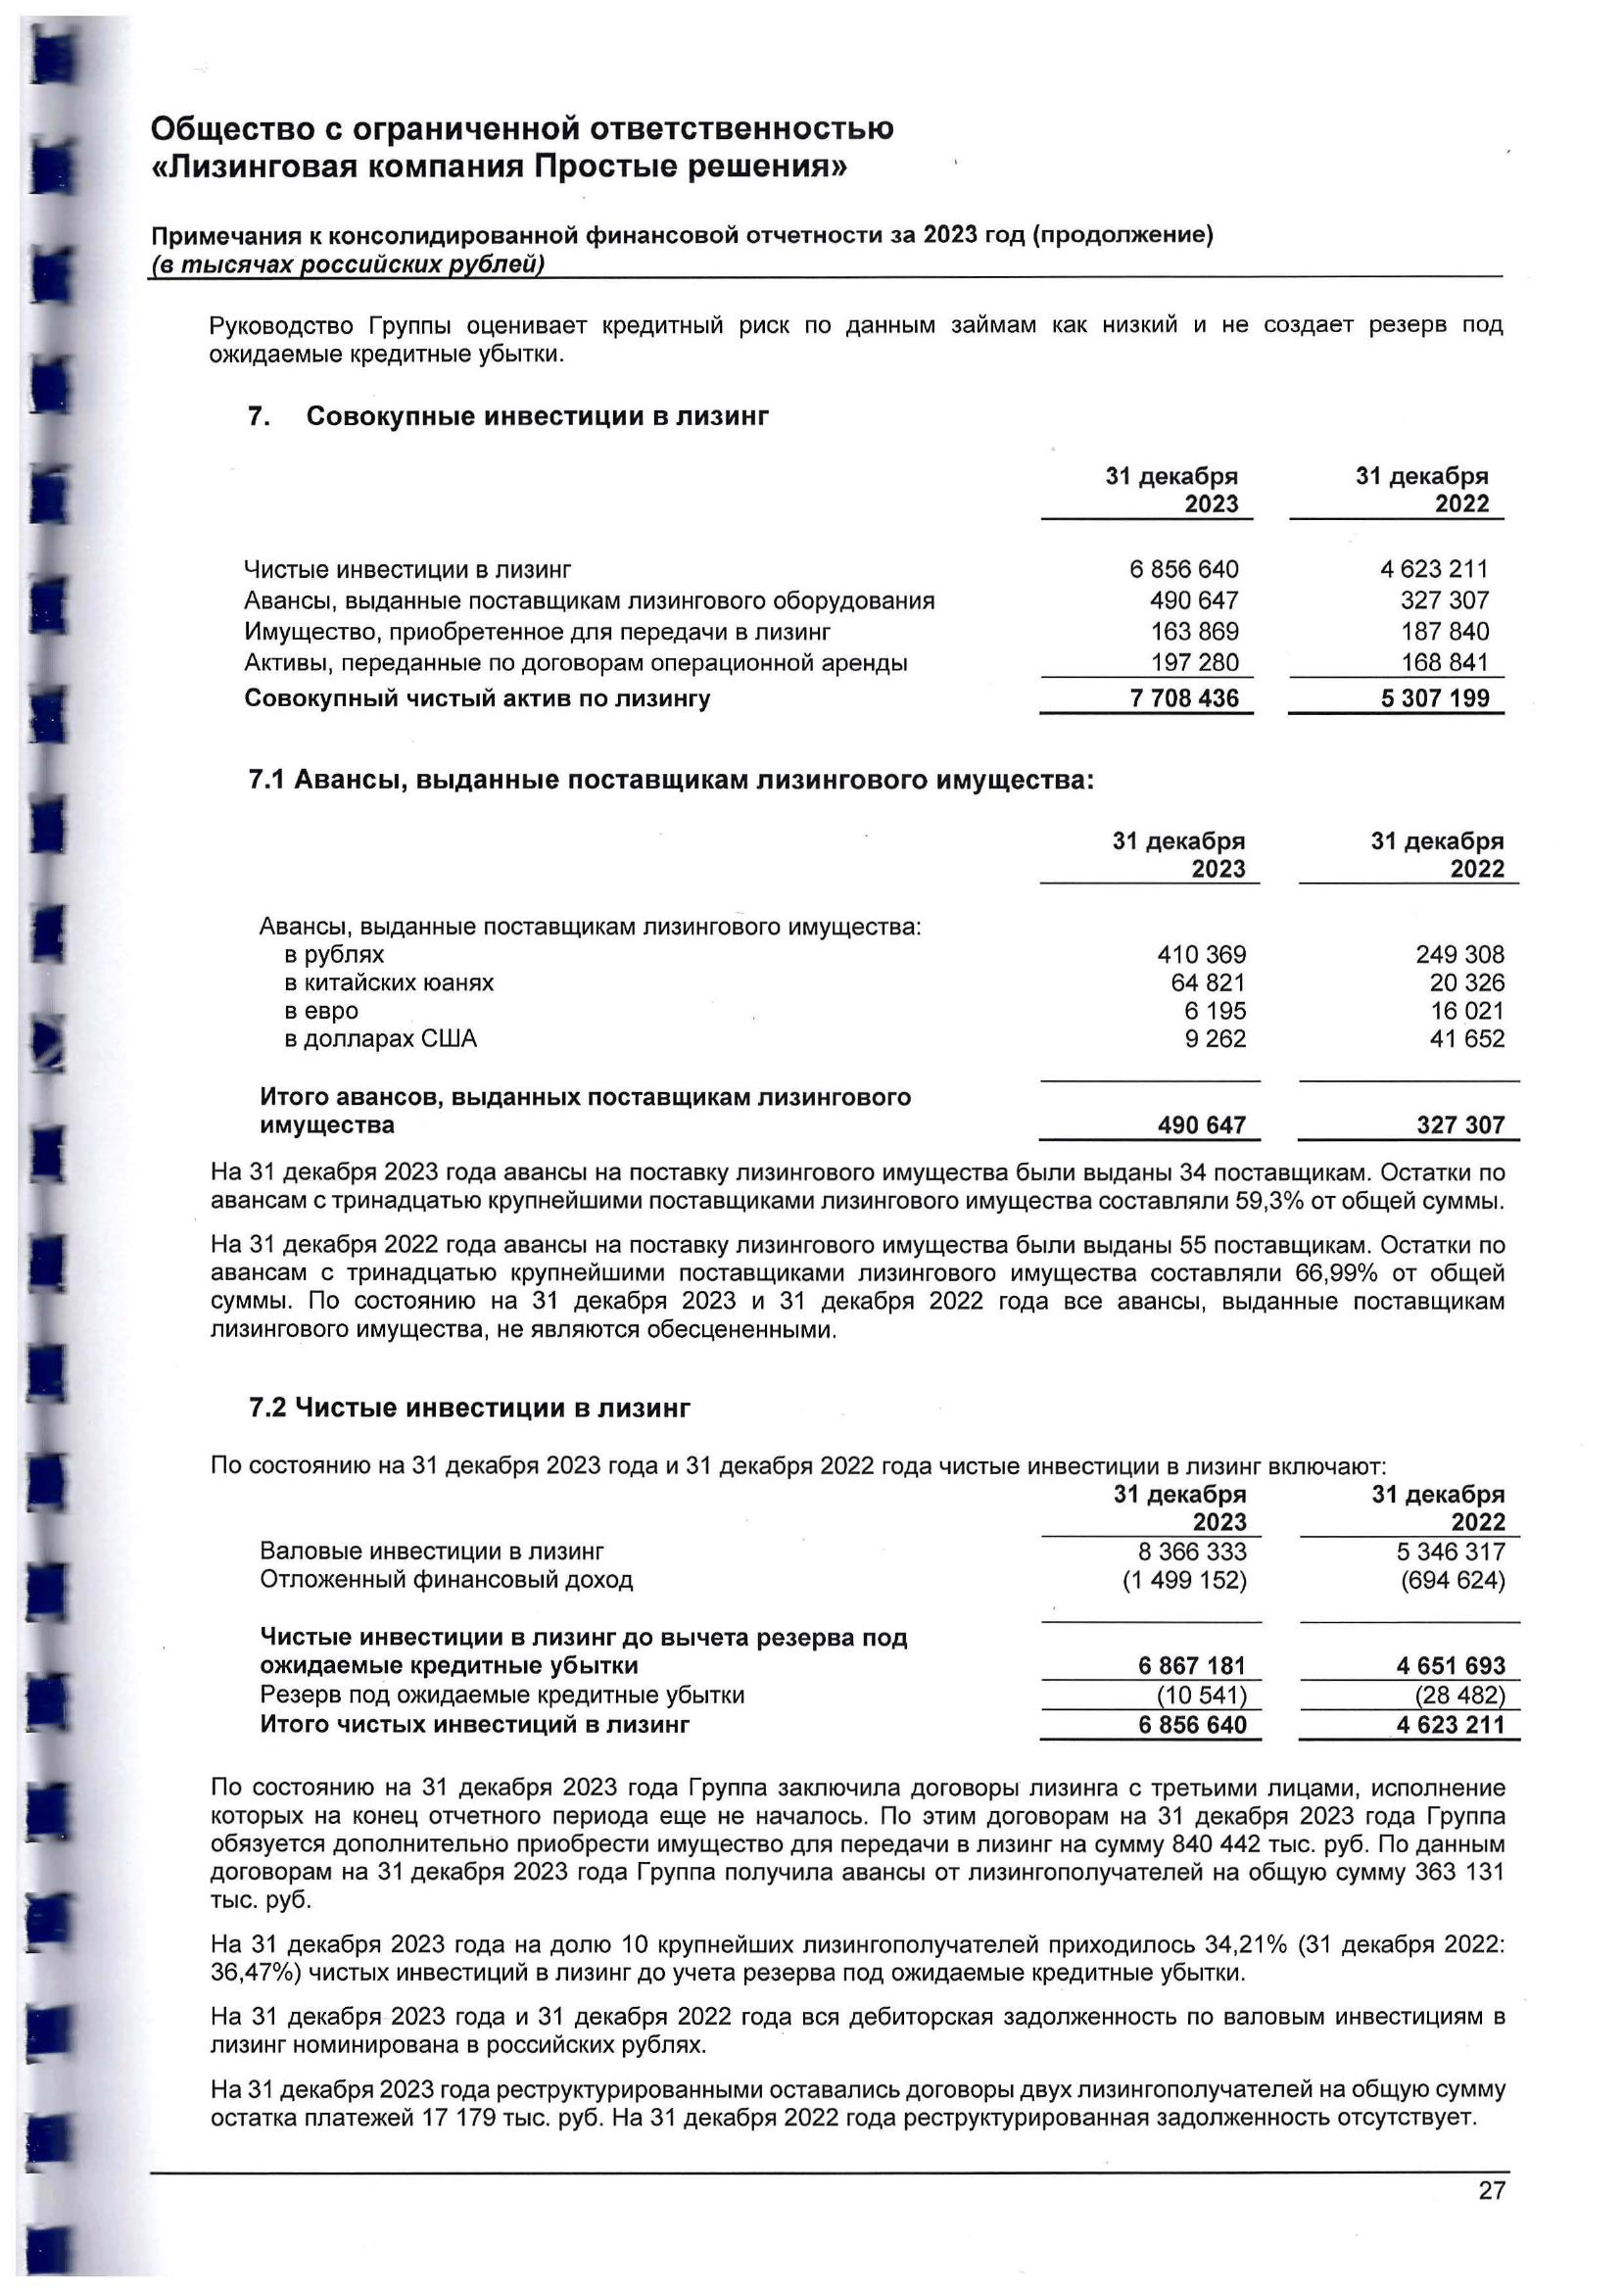 Общество с ограниченной ответственностью
«Лизинговая компания Простые решения»
Примечания к консолидированной финансовой отчетности за 2023 год (продолжение)
(в тысячах российских рублей)
Руководство Группы оценивает кредитный риск по данным займам как низкий и не создает резерв под
ожидаемые кредитные убытки.
7. Совокупные инвестиции в лизинг
31 декабря 31 декабря
2023 2022
Чистые инвестиции в лизинг 6 856 640 4 623 211
Авансы, выданные поставщикам лизингового оборудования 490 647 327 307
Имущество, приобретенное для передачи в лизинг 163 869 187 840
Активы, переданные по договорам операционной аренды 197 280 168 841
Совокупный чистый актив по лизингу 7 708 436 5 307 199
7.1 Авансы, выданные поставщикам лизингового имущества:
31 декабря 31 декабря
2023 2022
Авансы, выданные поставщикам лизингового имущества:
в рублях 410 369 249 308
в китайских юанях 64 821 20 326
в евро 6 195 16 021
в долларах США 9 262 41 652
Итого авансов, выданных поставщикам лизингового
имущества 490 647 327 307
На 31 декабря 2023 года авансы на поставку лизингового имущества были выданы 34 поставщикам. Остатки по
авансам с тринадцатью крупнейшими поставщиками лизингового имущества составляли 59,3% от общей суммы.
На 31 декабря 2022 года авансы на поставку лизингового имущества были выданы 55 поставщикам. Остатки по
авансам с тринадцатью крупнейшими поставщиками лизингового имущества составляли 66,99% от общей
суммы. По состоянию на 31 декабря 2023 и 31 декабря 2022 года все авансы, выданные поставщикам
лизингового имущества, не являются обесцененными.
7.2 Чистые инвестиции в лизинг
По состоянию на 31 декабря 2023 года и 31 декабря 2022 года чистые инвестиции в лизинг включают:
31 декабря 31 декабря
2023 2022
Валовые инвестиции в лизинг 8 366 333 5 346 317
Отложенный финансовый доход (1 499 152) (694 624)
Чистые инвестиции в лизинг до вычета резерва под
ожидаемые кредитные убытки 6 867 181 4 651 693
Резерв под ожидаемые кредитные убытки (10 541) (28 482)
Итого чистых инвестиций в лизинг 6 856 640 4 623 211
По состоянию на 31 декабря 2023 года Группа заключила договоры лизинга с третьими лицами, исполнение
которых на конец отчетного периода еще не началось. По этим договорам на 31 декабря 2023 года Группа
обязуется дополнительно приобрести имущество для передачи в лизинг на сумму 840 442 тыс. руб. По данным
договорам на 31 декабря 2023 года Группа получила авансы от лизингополучателей на общую сумму 363 131
тыс. руб.
На 31 декабря 2023 года на долю 10 крупнейших лизингополучателей приходилось 34,21% (31 декабря 2022:
36,47%) чистых инвестиций в лизинг до учета резерва под ожидаемые кредитные убытки.
На 31 декабря 2023 года и 31 декабря 2022 года вся дебиторская задолженность по валовым инвестициям в
лизинг номинирована в российских рублях.
На 31 декабря 2023 года реструктурированными оставались договоры двух лизингополучателей на общую сумму
остатка платежей 17 179 тыс. руб. На 31 декабря 2022 года реструктурированная задолженность отсутствует.
27